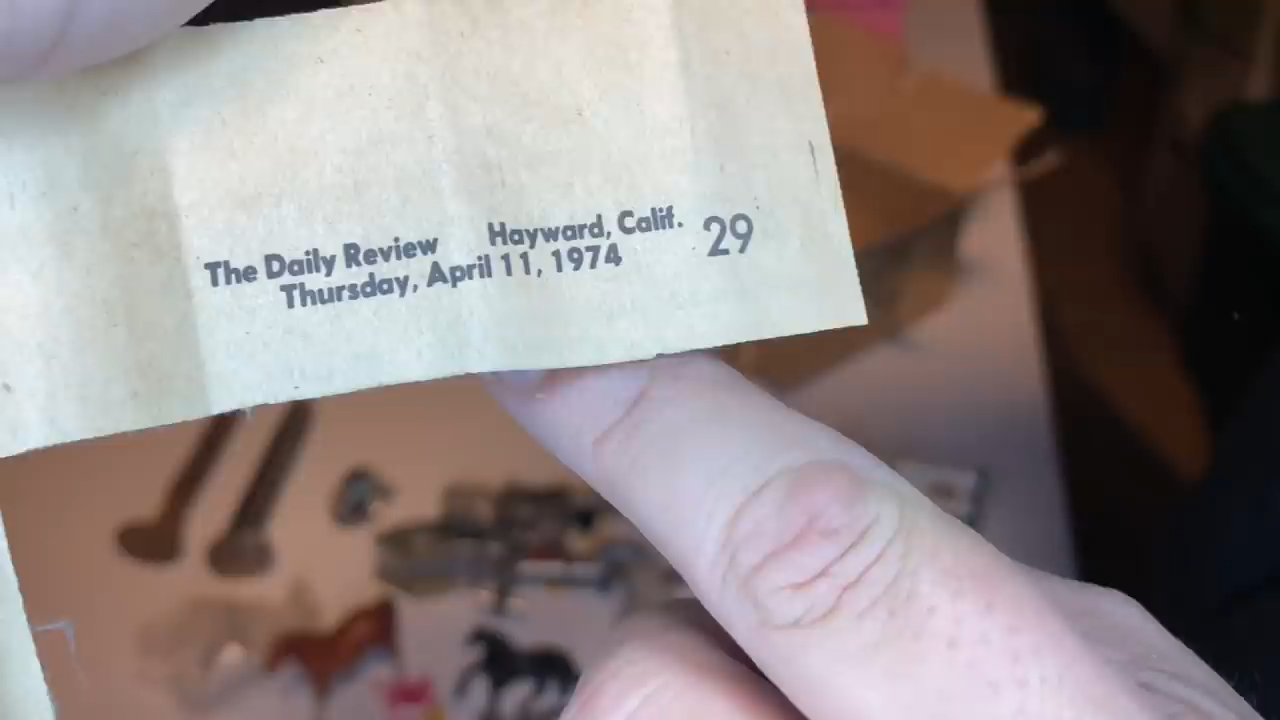 The Daily Review Hayward, Calif. 29
Thursday, April 11, 1974